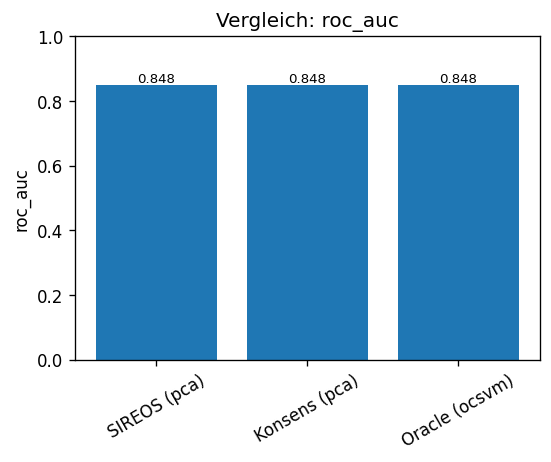 Vergleich: roc_auc
1.0
0.8
0.6
0.4
0.2
0.0
roc_auc
0.848
0.848
0.848
SIREOS (pca)
Konsens (pca)
Oracle (ocsvm)